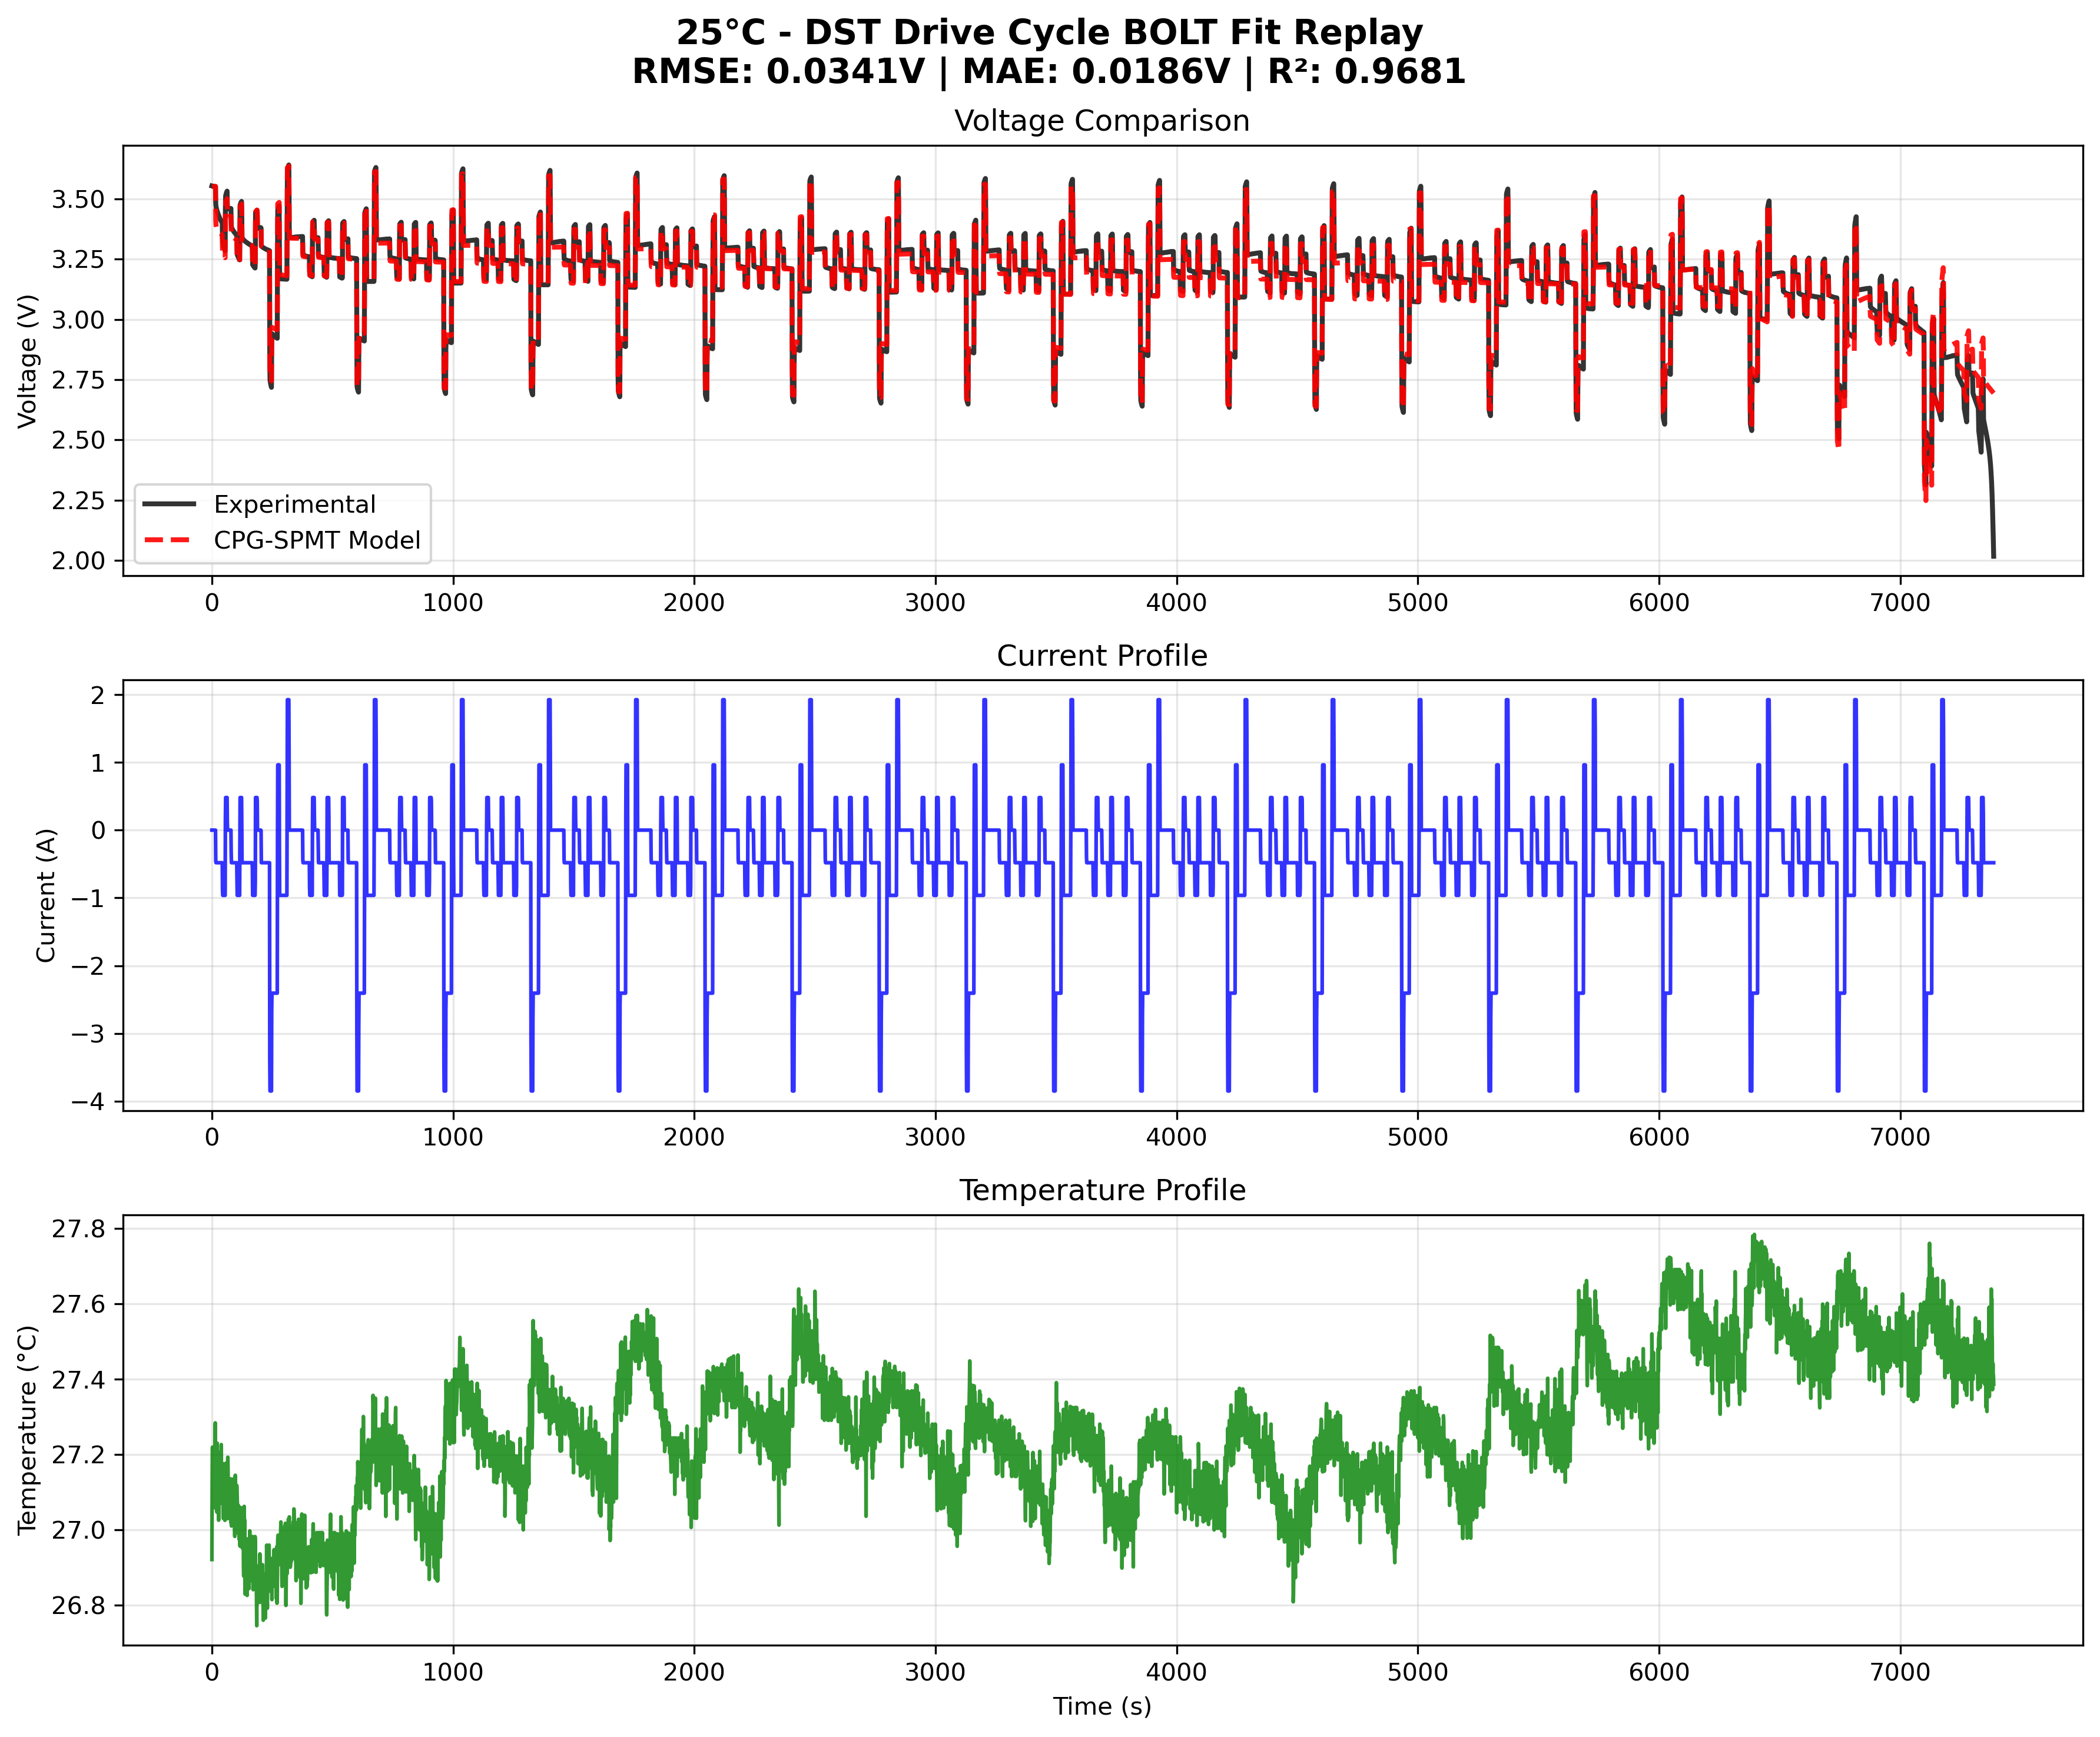 25°C - DST Drive Cycle BOLT Fit Replay
RMSE: 0.0341V | MAE: 0.0186V | R²: 0.9681
Voltage Comparison
Voltage (V)
3.50
3.25
3.00
2.75
2.50
2.25
2.00
Experimental
CPG-SPMT Model
0 1000 2000 3000 4000 5000 6000 7000
Current Profile
Current (A)
2
1
0
−1
−2
−3
−4
0 1000 2000 3000 4000 5000 6000 7000
Temperature Profile
Temperature (°C)
27.8
27.6
27.4
27.2
27.0
26.8
0 1000 2000 3000 4000 5000 6000 7000
Time (s)